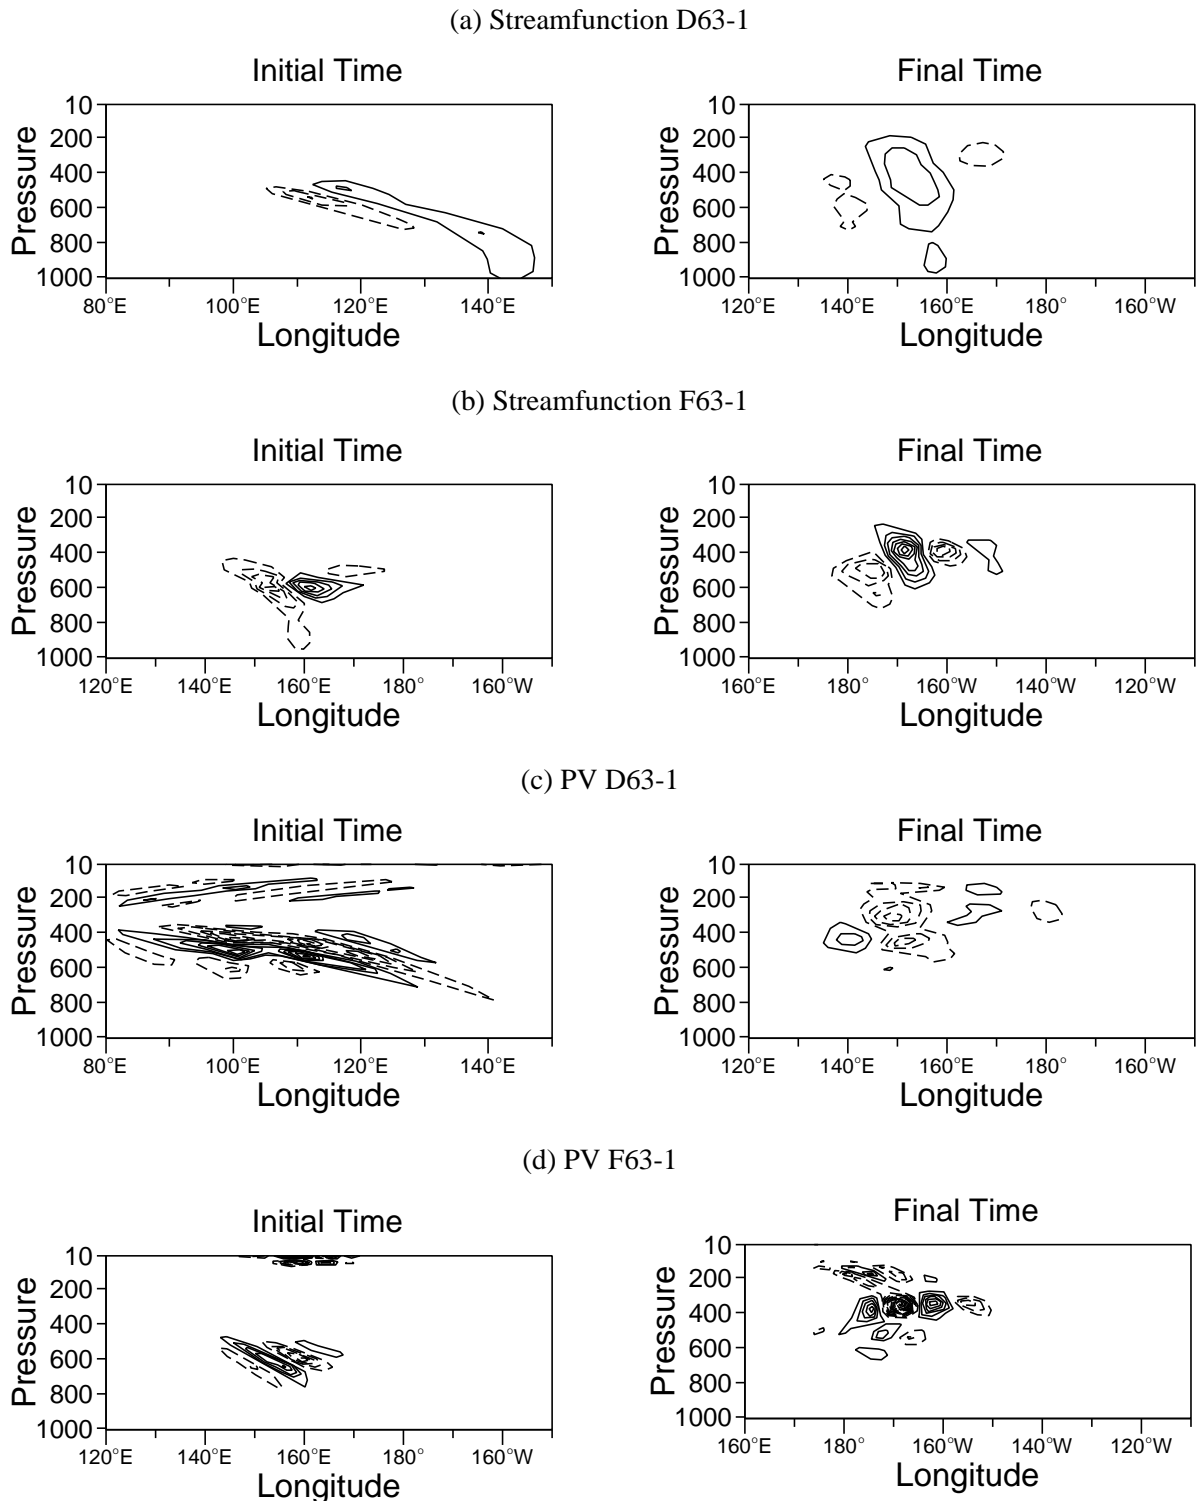 (a) Streamfunction D63-1
Initial Time
Final Time
Pressure
10
200
400
600
800
1000
80°E
100°E
120°E
140°E
Longitude
Pressure
10
200
400
600
800
1000
120°E
140°E
160°E
180°
160°W
Longitude
(b) Streamfunction F63-1
Initial Time
Final Time
Pressure
10
200
400
600
800
1000
120°E
140°E
160°E
180°
160°W
Longitude
Pressure
10
200
400
600
800
1000
160°E
180°
160°W
140°W
120°W
Longitude
(c) PV D63-1
Initial Time
Final Time
Pressure
10
200
400
600
800
1000
80°E
100°E
120°E
140°E
Longitude
Pressure
10
200
400
600
800
1000
120°E
140°E
160°E
180°
160°W
Longitude
(d) PV F63-1
Initial Time
Final Time
Pressure
10
200
400
600
800
1000
120°E
140°E
160°E
180°
160°W
Longitude
Pressure
10
200
400
600
800
1000
160°E
180°
160°W
140°W
120°W
Longitude